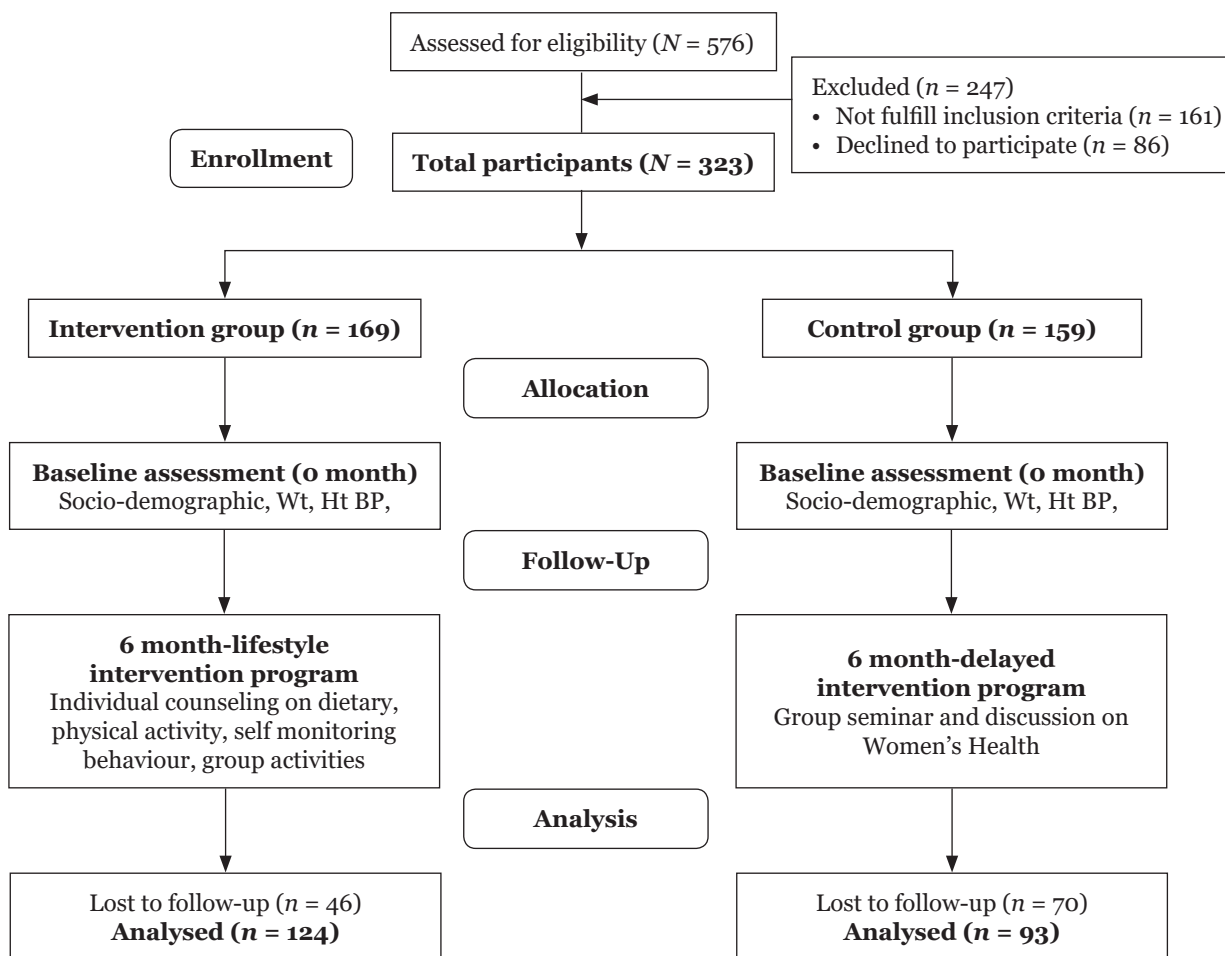 Assessed for eligibility (N = 576)
Excluded (n = 247)
• Not fulfill inclusion criteria (n = 161)
• Declined to participate (n = 86)
Enrollment
Total participants (N = 323)
Intervention group (n = 169)
Control group (n = 159)
Allocation
Baseline assessment (0 month)
Socio-demographic, Wt, Ht BP,
Baseline assessment (0 month)
Socio-demographic, Wt, Ht BP,
Follow-Up
6 month-lifestyle
intervention program
Individual counseling on dietary,
physical activity, self monitoring
behaviour, group activities
6 month-delayed
intervention program
Group seminar and discussion on
Women's Health
Analysis
Lost to follow-up (n = 46)
Analysed (n = 124)
Lost to follow-up (n = 70)
Analysed (n = 93)